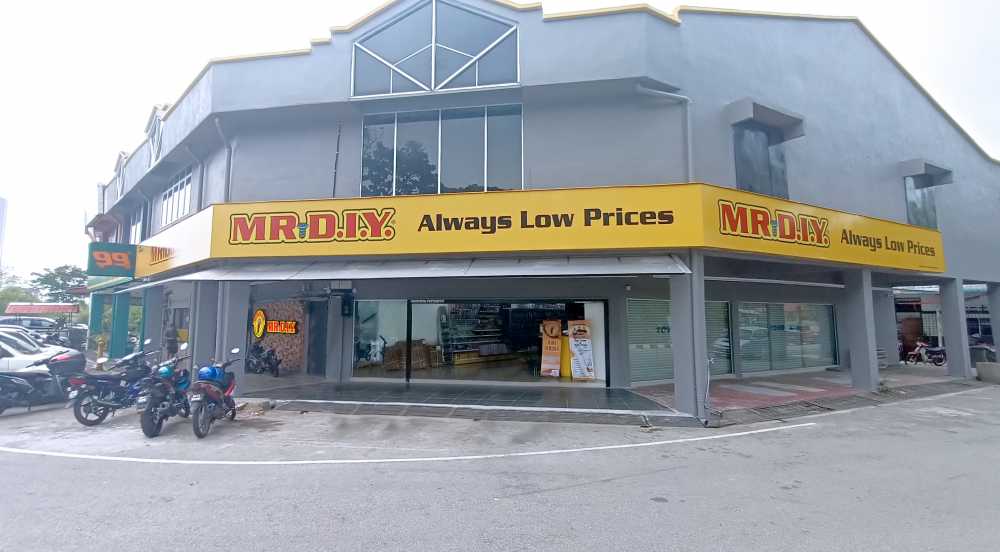 MR.D.I.Y.® Always Low Prices
MR.D.I.Y. Always Low Prices
99
MR.D.I.Y.